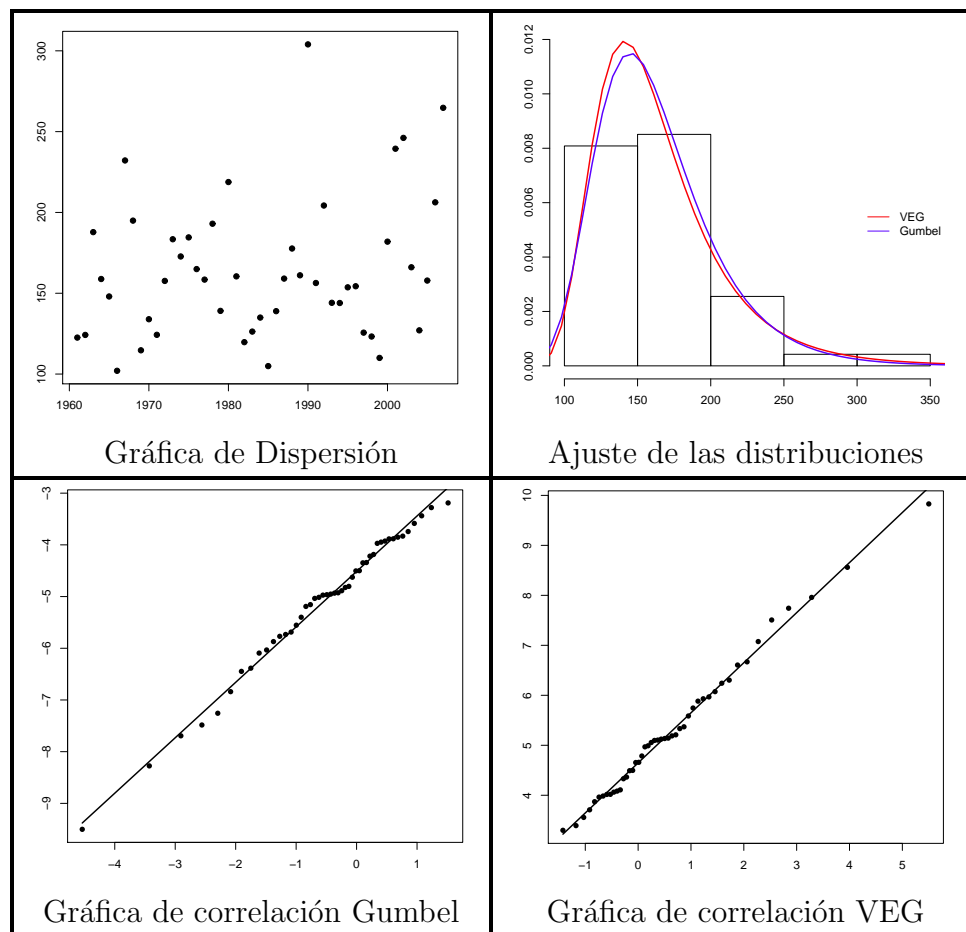 300
250
200
150
100
1960 1970 1980 1990 2000
Gráfica de Dispersión
0.012
0.010
0.008
0.006
0.004
0.002
0.000
VEG
Gumbel
100 150 200 250 300 350
Ajuste de las distribuciones
-3
-4
-5
-6
-7
-8
-9
-4 -3 -2 -1 0 1
Gráfica de correlación Gumbel
10
9
8
7
6
5
4
-1 0 1 2 3 4 5
Gráfica de correlación VEG